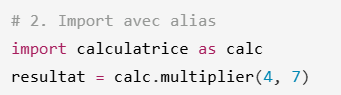 # 2. Import avec alias
import calculatrice as calc
resultat = calc.multiplier(4, 7)